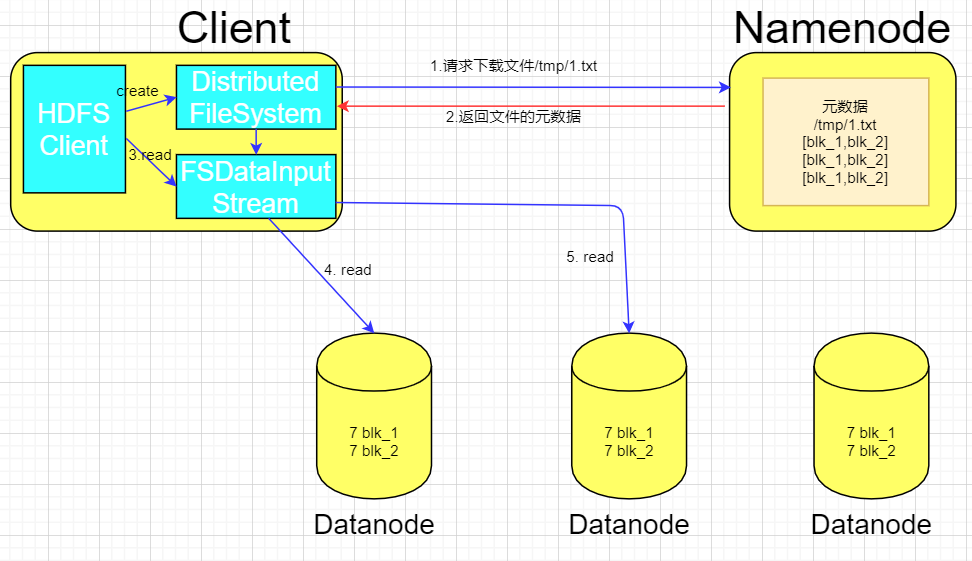 Client
Namenode
HDFS
Client
create
Distributed
FileSystem
3.read
FSDataInput
Stream
1.请求下载文件/tmp/1.txt
2.返回文件的元数据
元数据
/tmp/1.txt
[blk_1,blk_2]
[blk_1,blk_2]
[blk_1,blk_2]
4. read
5. read
7 blk_1
7 blk_2
Datanode
7 blk_1
7 blk_2
Datanode
7 blk_1
7 blk_2
Datanode